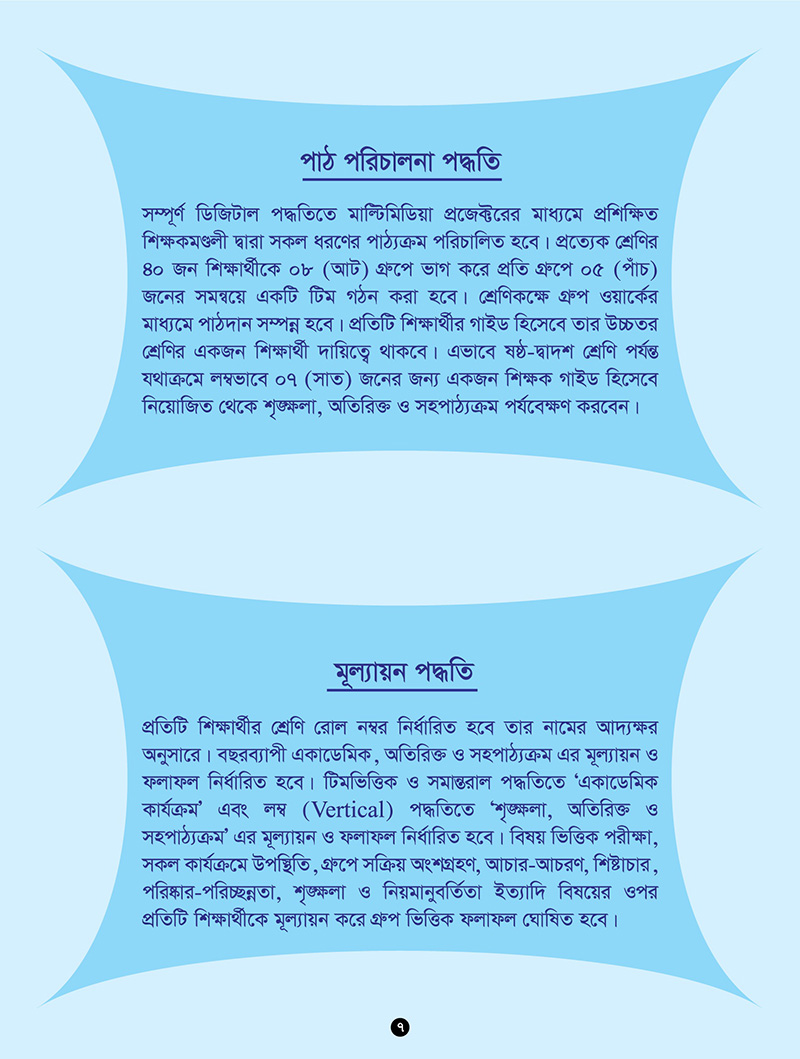 পাঠ পরিচালনা পদ্ধতি
সম্পূর্ণ ডিজিটাল পদ্ধতিতে মাল্টিমিডিয়া প্রজেক্টরের মাধ্যমে প্রশিক্ষিত
শিক্ষকমণ্ডলী দ্বারা সকল ধরণের পাঠ্যক্রম পরিচালিত হবে। প্রত্যেক শ্রেণির
৪০ জন শিক্ষার্থীকে ০৮ (আট) গ্রুপে ভাগ করে প্রতি গ্রুপে ০৫ (পাঁচ)
জনের সমন্বয়ে একটি টিম গঠন করা হবে। শ্রেণিকক্ষে গ্রুপ ওয়ার্কের
মাধ্যমে পাঠদান সম্পন্ন হবে। প্রতিটি শিক্ষার্থীর গাইড হিসেবে তার উচ্চতর
শ্রেণির একজন শিক্ষার্থী দায়িত্বে থাকবে। এভাবে ষষ্ঠ-দ্বাদশ শ্রেণি পর্যন্ত
যথাক্রমে লম্বভাবে ০৭ (সাত) জনের জন্য একজন শিক্ষক গাইড হিসেবে
নিয়োজিত থেকে শৃঙ্ক্ষলা, অতিরিক্ত ও সহপাঠ্যক্রম পর্যবেক্ষণ করবেন।
মূল্যায়ন পদ্ধতি
প্রতিটি শিক্ষার্থীর শ্রেণি রোল নম্বর নির্ধারিত হবে তার নামের আদ্যক্ষর
অনুসারে। বছরব্যাপী একাডেমিক, অতিরিক্ত ও সহপাঠ্যক্রম এর মূল্যায়ন ও
ফলাফল নির্ধারিত হবে। টিমভিত্তিক ও সমান্তরাল পদ্ধতিতে ‘একাডেমিক
কার্যক্রম’ এবং লম্ব (Vertical) পদ্ধতিতে ‘শৃঙ্ক্ষলা, অতিরিক্ত ও
সহপাঠ্যক্রম’ এর মূল্যায়ন ও ফলাফল নির্ধারিত হবে। বিষয় ভিত্তিক পরীক্ষা,
সকল কার্যক্রমে উপস্থিতি, গ্রুপে সক্রিয় অংশগ্রহণ, আচার-আচরণ, শিষ্টাচার,
পরিষ্কার-পরিচ্ছন্নতা, শৃঙ্ক্ষলা ও নিয়মানুবর্তিতা ইত্যাদি বিষয়ের ওপর
প্রতিটি শিক্ষার্থীকে মূল্যায়ন করে গ্রুপ ভিত্তিক ফলাফল ঘোষিত হবে।
৭